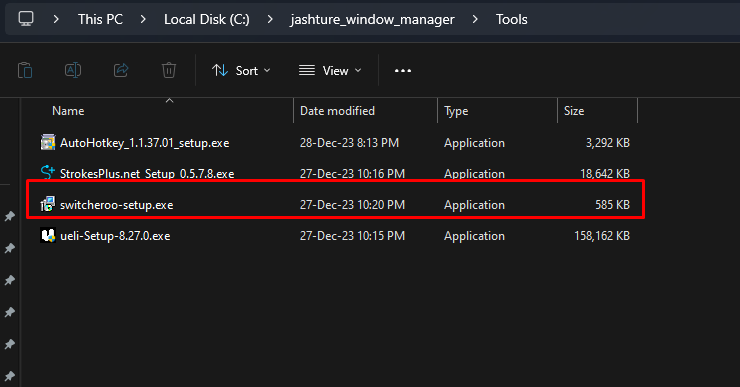 This PC > Local Disk (C:) > jashture_window_manager > Tools
Sort View
Name Date modified Type Size
AutoHotkey_1.1.37.01_setup.exe 28-Dec-23 8:13 PM Application 3,292 KB
StrokesPlus.net_Setup_0.5.7.8.exe 27-Dec-23 10:16 PM Application 18,642 KB
switcheroo-setup.exe 27-Dec-23 10:20 PM Application 585 KB
ueli-Setup-8.27.0.exe 27-Dec-23 10:15 PM Application 158,162 KB